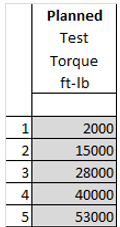 Planned
Test
Torque
ft-lb
1 2000
2 15000
3 28000
4 40000
5 53000